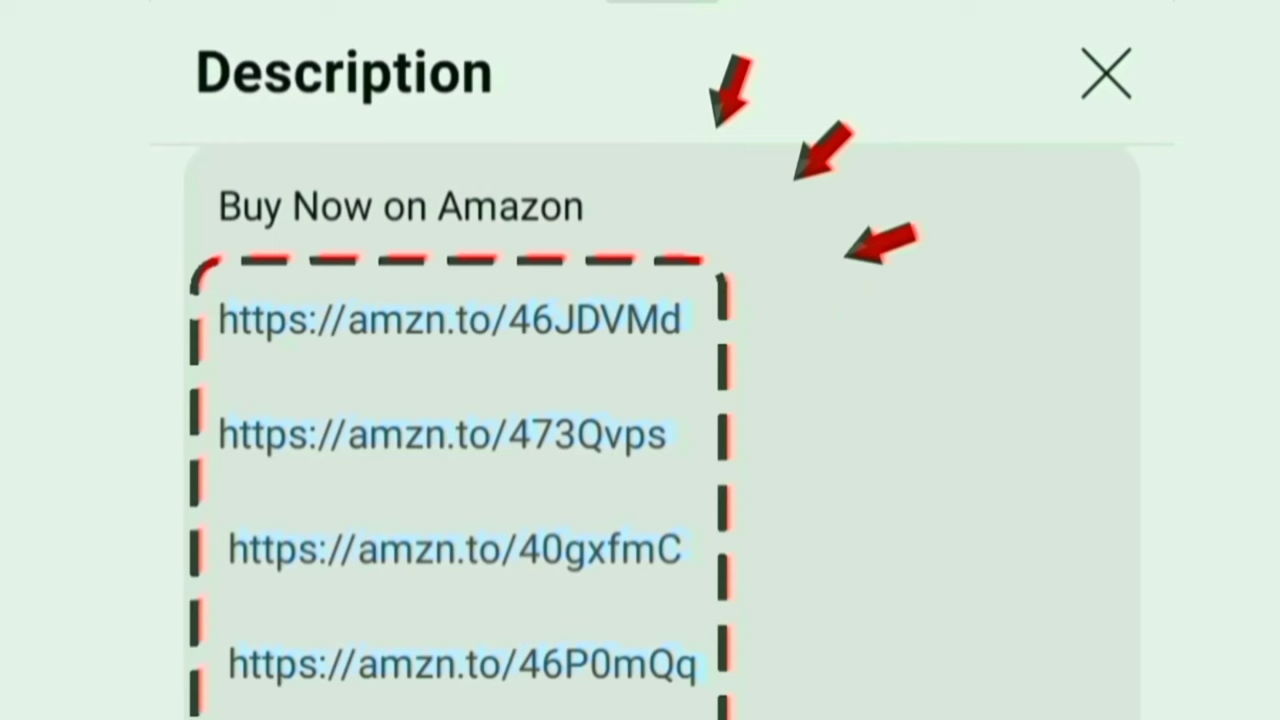 Description
Buy Now on Amazon
https://amzn.to/46JDVMd
https://amzn.to/473Qvps
https://amzn.to/40gxfmC
https://amzn.to/46P0mQq